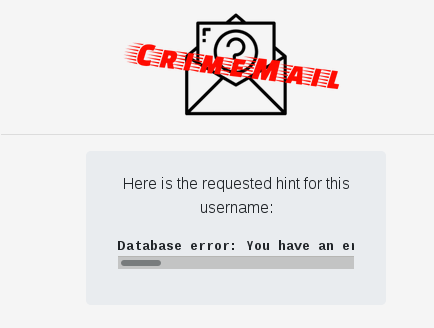 CrimeMail
Here is the requested hint for this
username:
Database error: You have an er